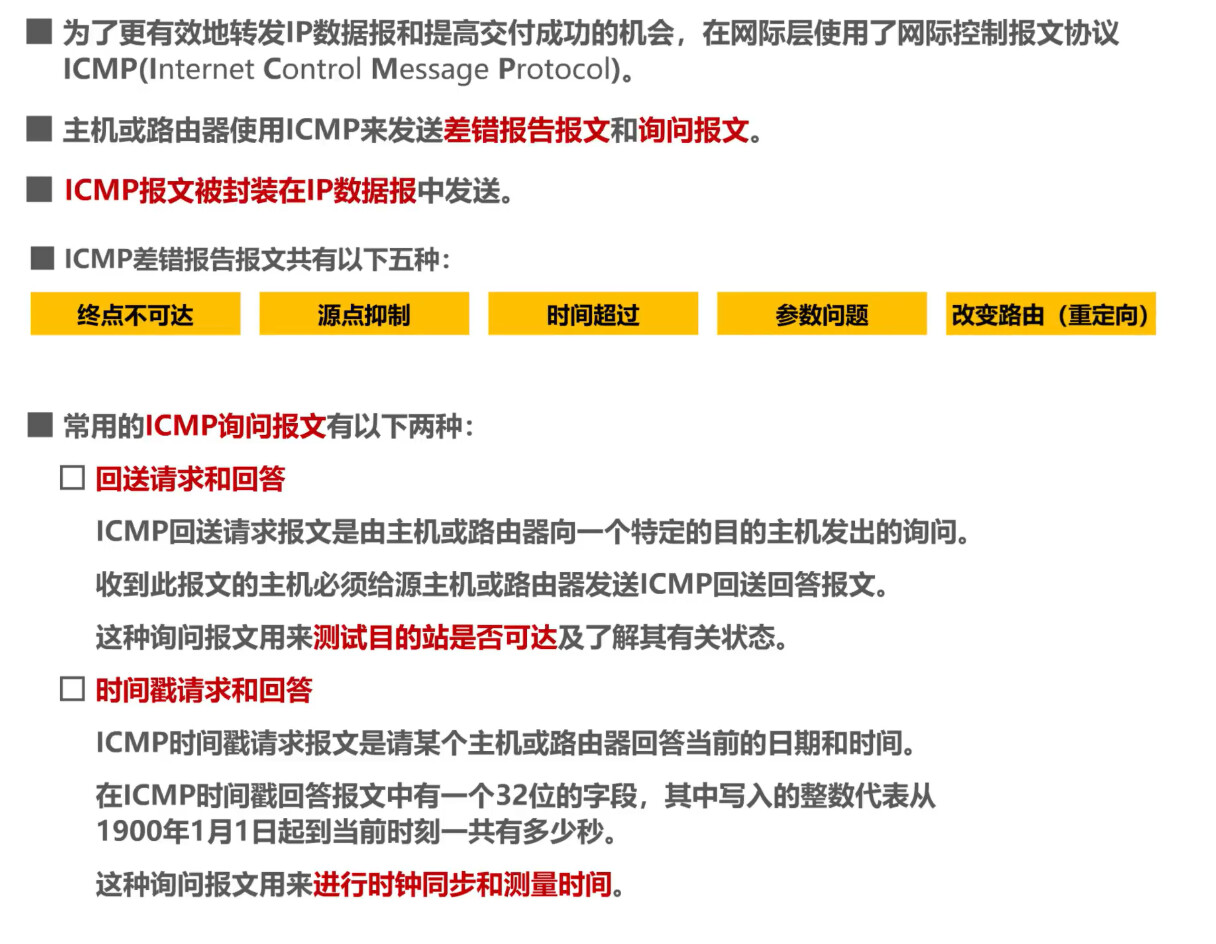 为了更有效地转发IP数据报和提高交付成功的机会，在网际层使用了网际控制报文协议
ICMP(Internet Control Message Protocol)。
主机或路由器使用ICMP来发送差错报告报文和询问报文。
ICMP报文被封装在IP数据报中发送。
ICMP差错报告报文共有以下五种：
终点不可达 源点抑制 时间超过 参数问题 改变路由（重定向）
常用的ICMP询问报文有以下两种：
回送请求和回答
ICMP回送请求报文是由主机或路由器向一个特定的目的主机发出的询问。
收到此报文的主机必须给源主机或路由器发送ICMP回送回答报文。
这种询问报文用来测试目的站是否可达及了解其有关状态。
时间戳请求和回答
ICMP时间戳请求报文是请某个主机或路由器回答当前的日期和时间。
在ICMP时间戳回答报文中有一个32位的字段，其中写入的整数代表从
1900年1月1日起到当前时刻一共有多少秒。
这种询问报文用来进行时钟同步和测量时间。